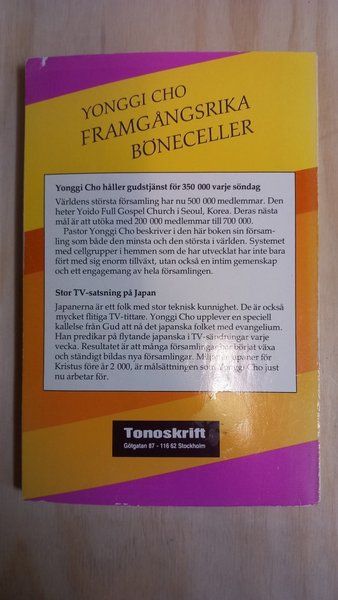 YONGGI CHO
FRAMGÅNGSRIKA
BÖNECELLER
Yonggi Cho håller gudstjänst för 350 000 varje söndag
Världens största församling har nu 500 000 medlemmar. Den
heter Yoido Full Gospel Church i Seoul, Korea. Deras nästa
mål är att utöka med 200 000 medlemmar till 700 000.
Pastor Yonggi Cho beskriver i den här boken sin försam-
ling som både den minsta och den största i världen. Systemet
med cellgrupper i hemmen som de har utvecklat har inte bara
fört med sig enorm tillväxt, utan också en intim gemenskap
och ett engagemang av hela församlingen.
Stor TV-satsning på Japan
Japanerna är ett folk med stor teknisk kunnighet. De är också
mycket flitiga TV-tittare. Yonggi Cho upplever en speciell
kallelse från Gud att nå det japanska folket med evangelium.
Han predikar på flytande japanska i TV-sändningar varje
vecka. Resultatet är att många församlingar har börjat växa
och ständigt bildas nya församlingar. Miljoner japaner för
Kristus före år 2 000, är målsättningen som Yonggi Cho just
nu arbetar för.
Tonoskrift
Götgatan 87 - 116 62 Stockholm